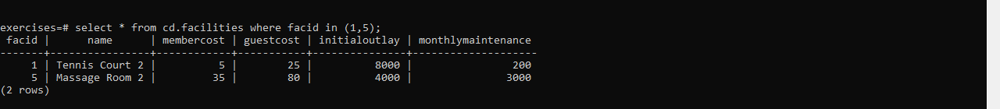 exercises=# select * from cd.facilities where facid in (1,5);
 facid |      name       | membercost | guestcost | initialoutlay | monthlymaintenance
-------+-----------------+------------+-----------+---------------+--------------------
     1 | Tennis Court 2  |          5 |        25 |          8000 |                200
     5 | Massage Room 2  |         35 |        80 |          4000 |               3000
(2 rows)